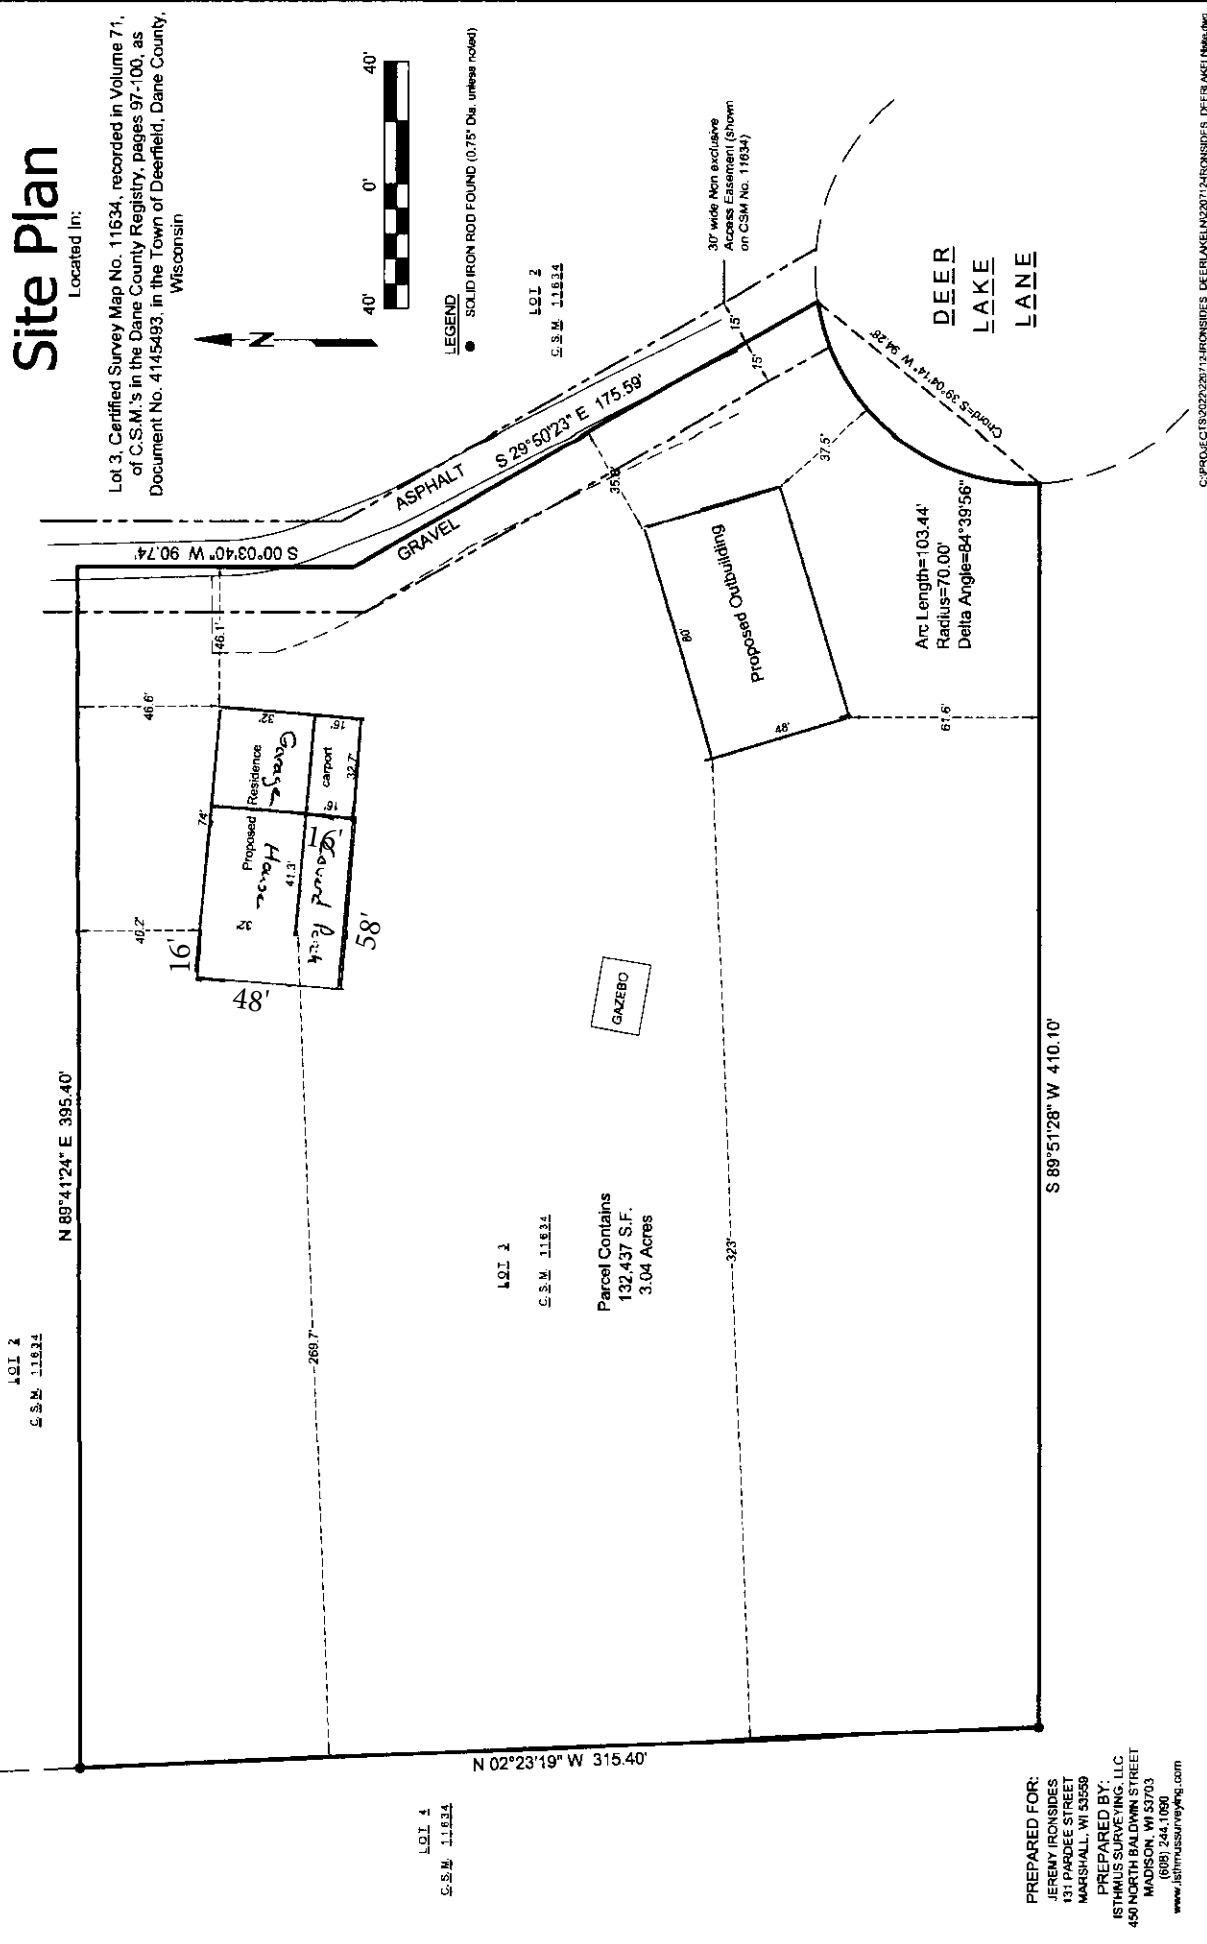 Site Plan
Located In:
Lot 3, Certified Survey Map No. 11634, recorded in Volume 71,
of C.S.M.'s in the Dane County Registry, pages 97-100, as
Document No. 4145493, in the Town of Deerfield, Dane County,
Wisconsin
N
40'
0'
40'
LEGEND
SOLID IRON ROD FOUND (0.75" Dia. unless noted)
LOT 2
C.S.M. 11634
LOT 2
C.S.M. 11634
30' wide Non exclusive
Access Easement (shown
on CSM No. 11634)
N 89°41'24" E 395.40'
S 00°03'40" W 90.74'
ASPHALT
S 29°50'23" E 175.59'
GRAVEL
15'
15'
46.1'
46.6'
40.2'
74'
Proposed Residence
House
Garage
32'
32'
41.3'
carport
16'
16'
32.7'
16'
Covered Porch
16'
48'
58'
GAZEBO
Proposed Outbuilding
80'
48'
37.5'
61.6'
Chord=S 39°04'14" W 94.28'
DEER
LAKE
LANE
Arc Length=103.44'
Radius=70.00'
Delta Angle=84°39'56"
S 89°51'28" W 410.10'
LOT 3
C.S.M. 11634
Parcel Contains
132,437 S.F.
3.04 Acres
269.7'
323'
N 02°23'19" W 315.40'
LOT 4
C.S.M. 11634
PREPARED FOR:
JEREMY IRONSIDES
131 PARDEE STREET
MARSHALL, WI 53559
PREPARED BY:
ISTHMUS SURVEYING, LLC
450 NORTH BALDWIN STREET
MADISON, WI 53703
(608) 244.1090
www.isthmussurveying.com